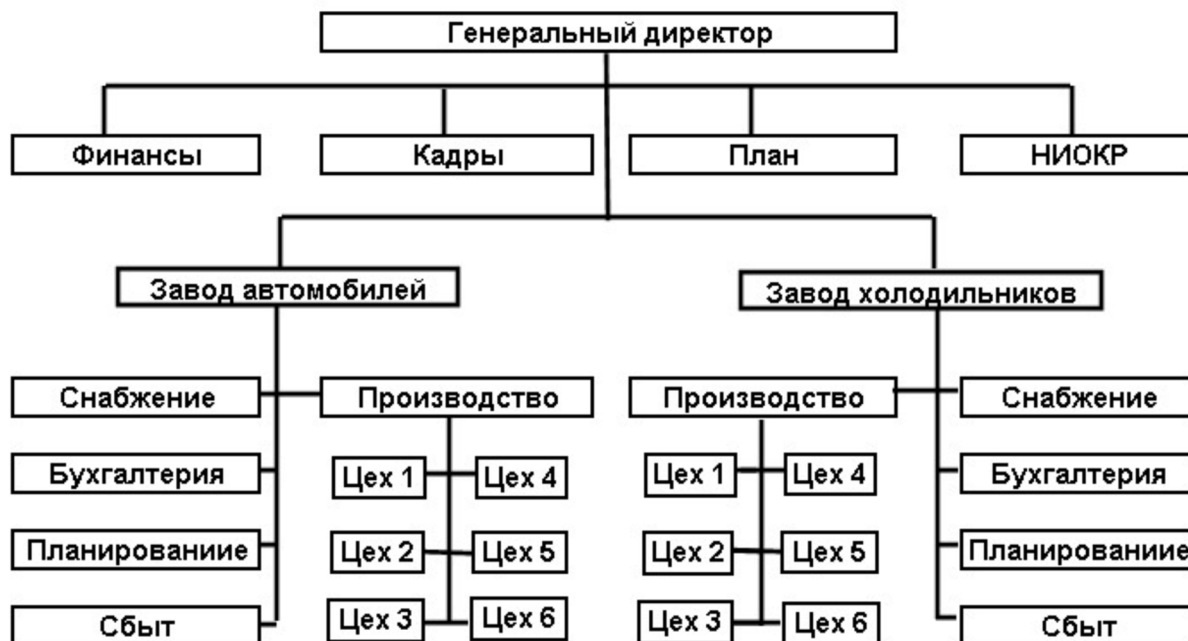 Генеральный директор
Финансы
Кадры
План
НИОКР
Завод автомобилей
Завод холодильников
Снабжение
Производство
Производство
Снабжение
Бухгалтерия
Цех 1
Цех 4
Цех 1
Цех 4
Бухгалтерия
Планированиие
Цех 2
Цех 5
Цех 2
Цех 5
Планированиие
Сбыт
Цех 3
Цех 6
Цех 3
Цех 6
Сбыт